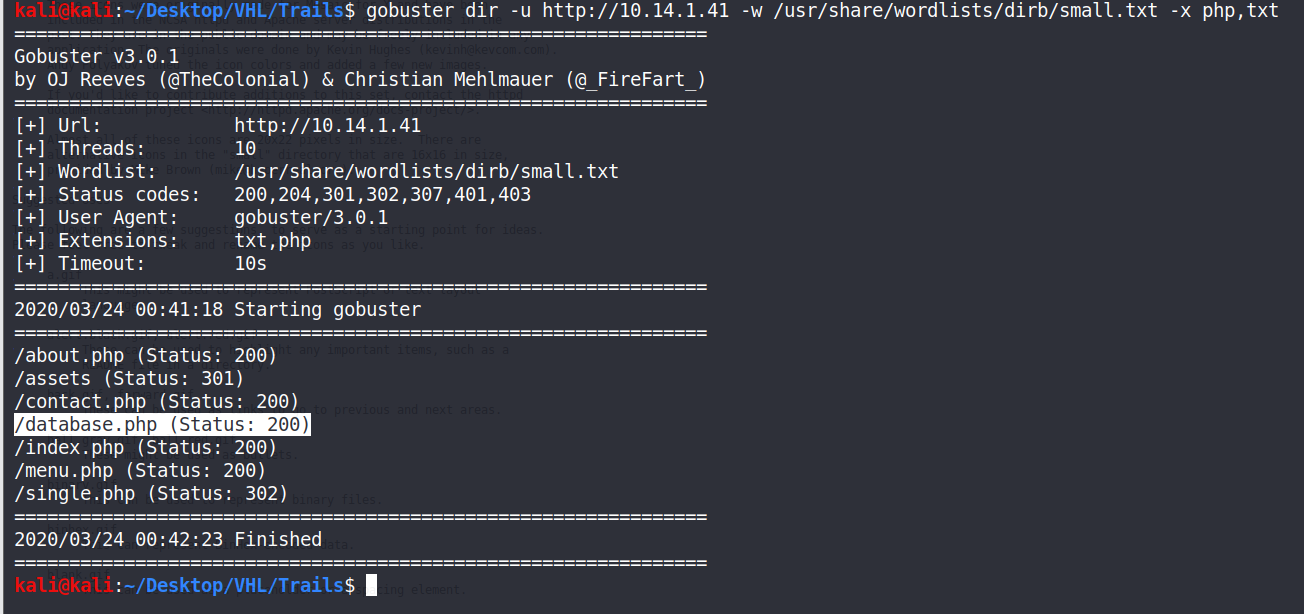 kali@kali:~/Desktop/VHL/Trails$ gobuster dir -u http://10.14.1.41 -w /usr/share/wordlists/dirb/small.txt -x php,txt
===============================================================
Gobuster v3.0.1
by OJ Reeves (@TheColonial) & Christian Mehlmauer (@_FireFart_)
===============================================================
[+] Url:            http://10.14.1.41
[+] Threads:        10
[+] Wordlist:       /usr/share/wordlists/dirb/small.txt
[+] Status codes:   200,204,301,302,307,401,403
[+] User Agent:     gobuster/3.0.1
[+] Extensions:     txt,php
[+] Timeout:        10s
===============================================================
2020/03/24 00:41:18 Starting gobuster
===============================================================
/about.php (Status: 200)
/assets (Status: 301)
/contact.php (Status: 200)
/database.php (Status: 200)
/index.php (Status: 200)
/menu.php (Status: 200)
/single.php (Status: 302)
===============================================================
2020/03/24 00:42:23 Finished
===============================================================
kali@kali:~/Desktop/VHL/Trails$